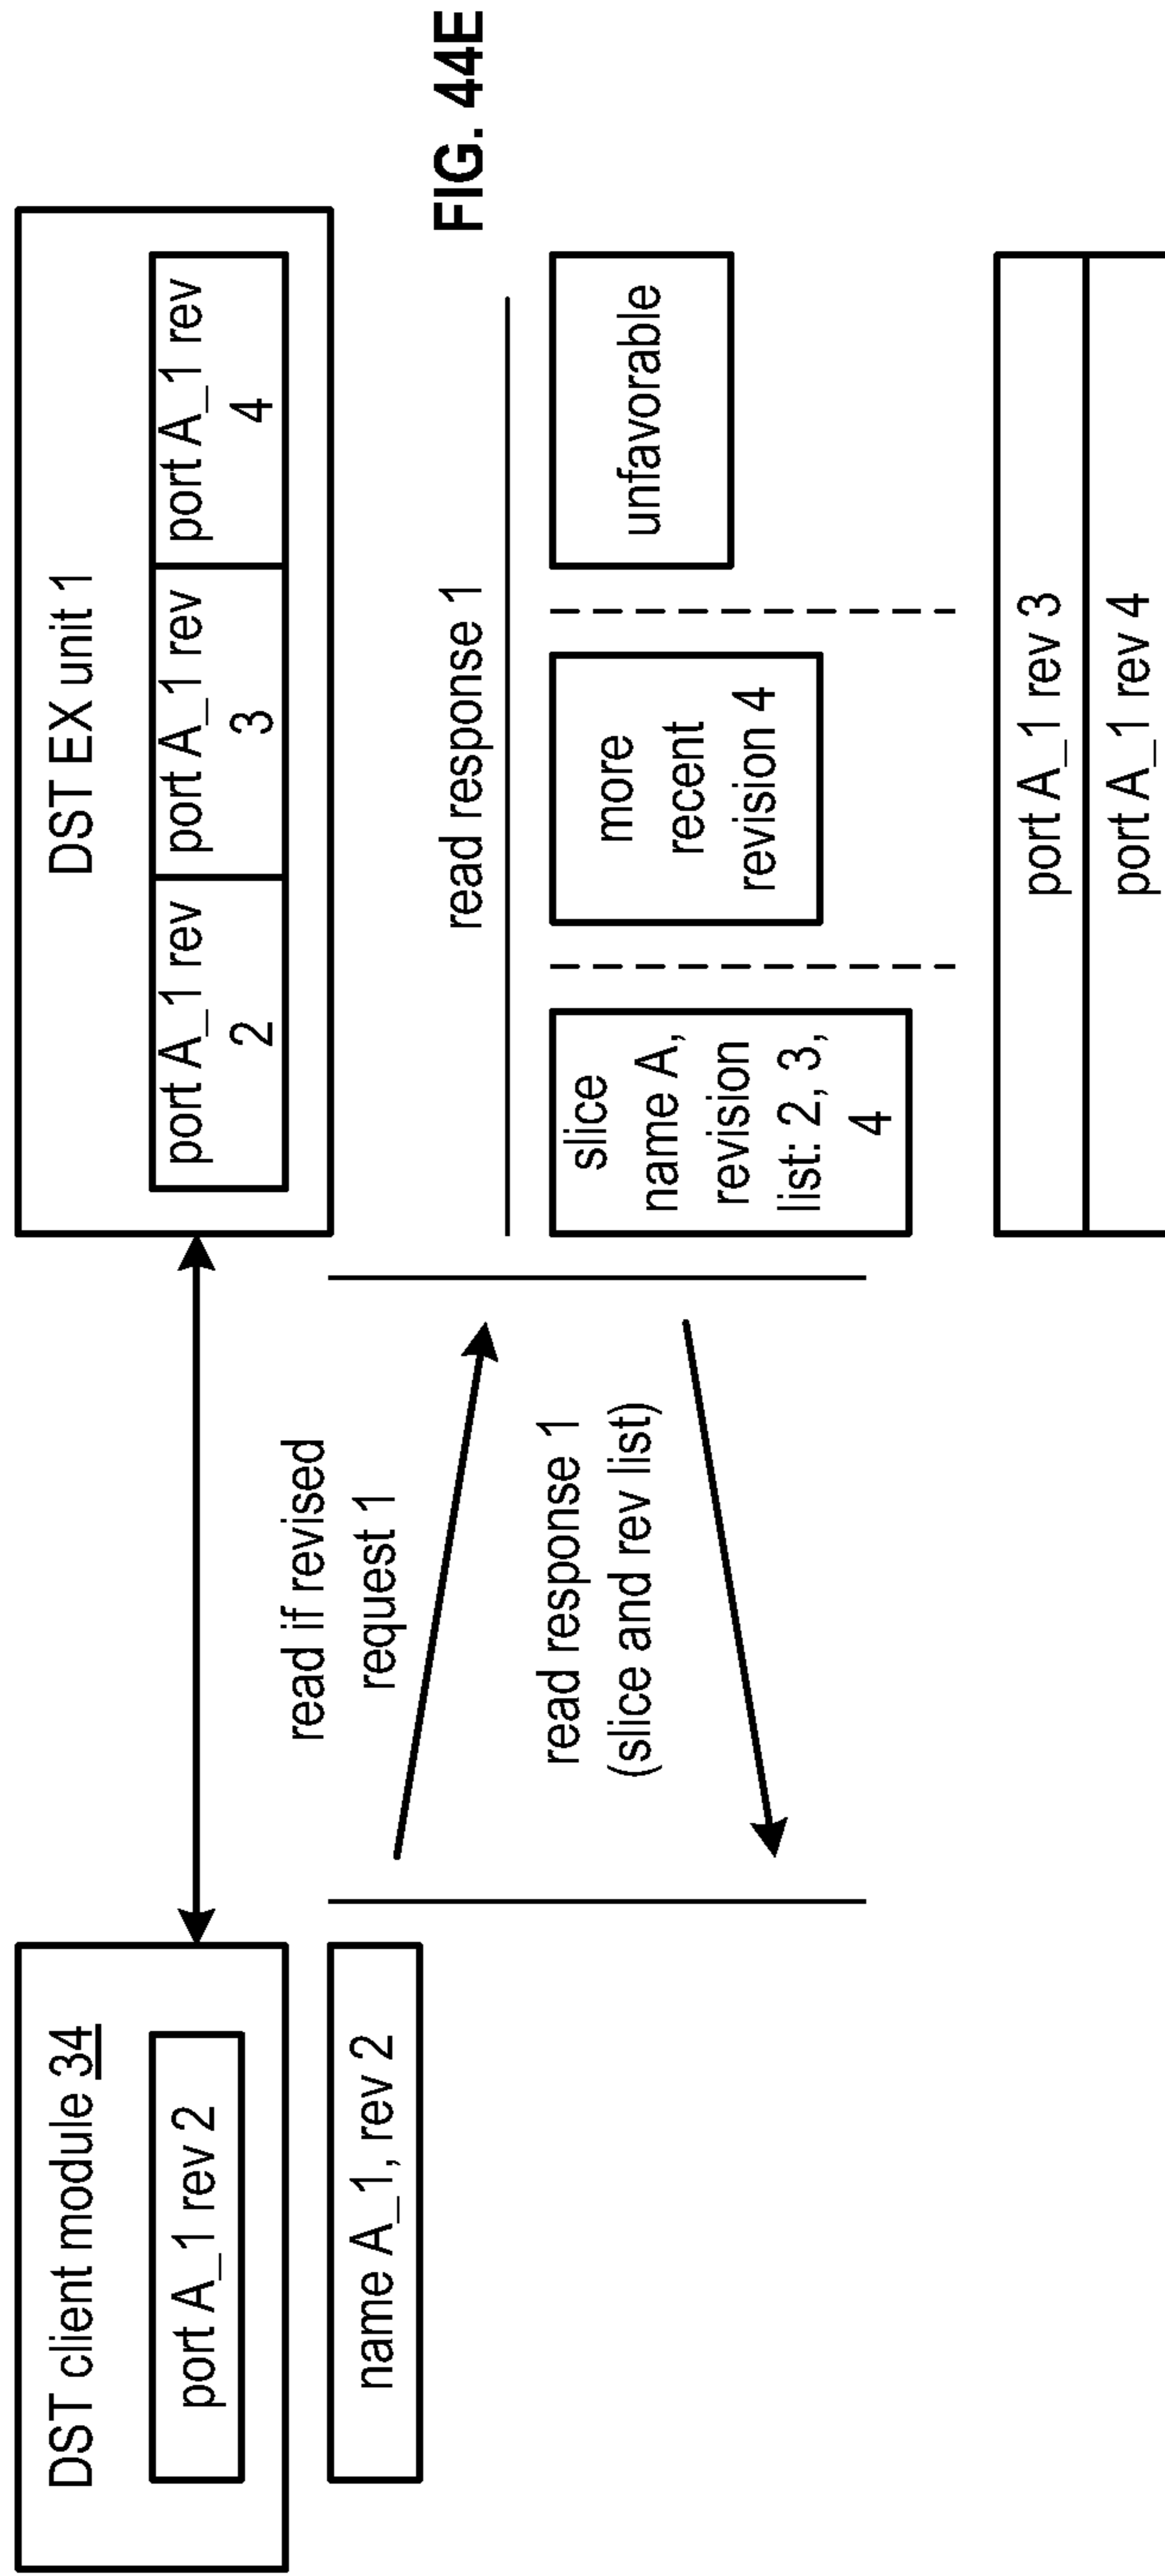 DST client module 34
port A_1 rev 2
name A_1, rev 2
read if revised
request 1
read response 1
(slice and rev list)
DST EX unit 1
port A_1 rev
2
port A_1 rev
3
port A_1 rev
4
read response 1
slice
name A,
revision
list: 2, 3,
4
more
recent
revision 4
unfavorable
port A_1 rev 3
port A_1 rev 4
FIG. 44E